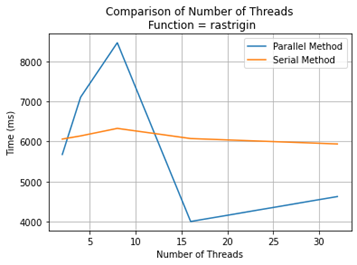 Comparison of Number of Threads
Function = rastrigin
Parallel Method
Serial Method
8000
7000
6000
5000
4000
Time (ms)
5 10 15 20 25 30
Number of Threads